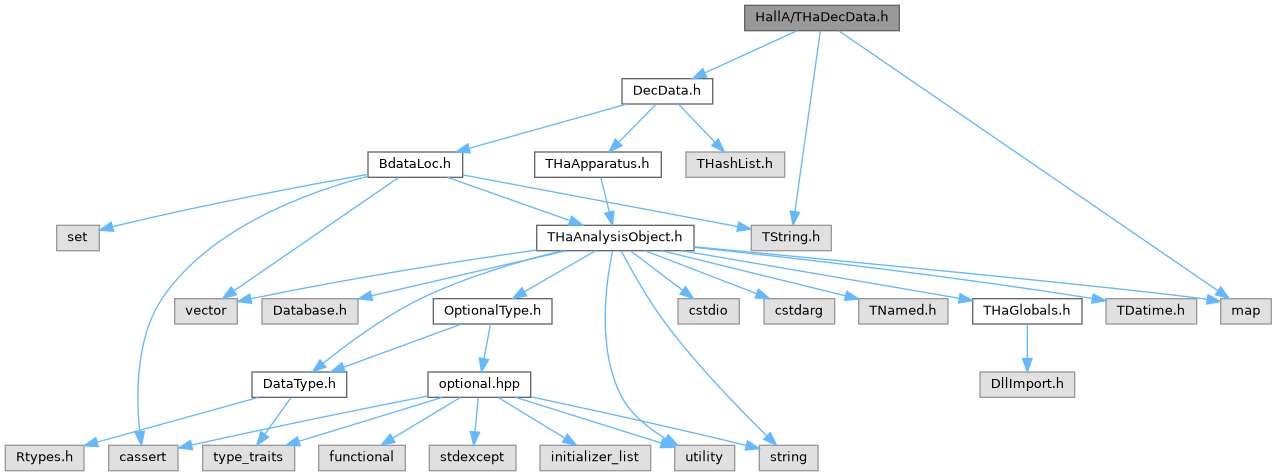 HallA/THaDecData.h
DecData.h
BdataLoc.h
THaApparatus.h
THashList.h
set
THaAnalysisObject.h
TString.h
vector
Database.h
OptionalType.h
cstdio
cstdarg
TNamed.h
THaGlobals.h
TDatime.h
map
DataType.h
optional.hpp
DllImport.h
Rtypes.h
cassert
type_traits
functional
stdexcept
initializer_list
utility
string